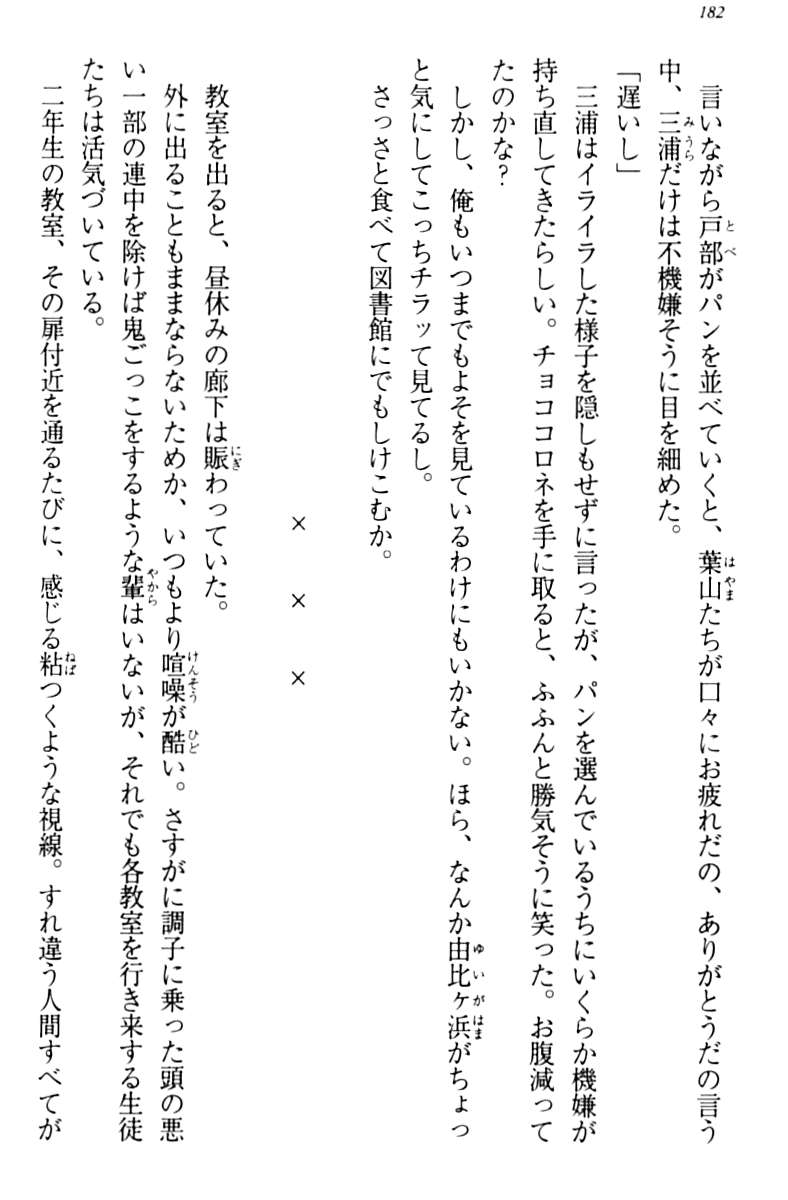 182
言いながら戸部がパンを並べていくと、葉山たちが口々にお疲れだの、ありがとうだの言う
中、三浦だけは不機嫌そうに目を細めた。
「遅いし」
三浦はイライラした様子を隠しもせずに言ったが、パンを選んでいるうちにいくらか機嫌が
持ち直してきたらしい。チョココロネを手に取ると、ふふんと勝気そうに笑った。お腹減って
たのかな?
しかし、俺もいつまでもよそを見ているわけにもいかない。ほら、なんか由比ヶ浜がちょっ
と気にしてこっちチラッて見てるし。
さっさと食べて図書館にでもしけこむか。
× × ×
教室を出ると、昼休みの廊下は賑わっていた。
外に出ることもままならないためか、いつもより喧噪が酷い。さすがに調子に乗った頭の悪
い一部の連中を除けば鬼ごっこをするような輩はいないが、それでも各教室を行き来する生徒
たちは活気づいている。
二年生の教室、その扉付近を通るたびに、感じる粘つくような視線。すれ違う人間すべてが